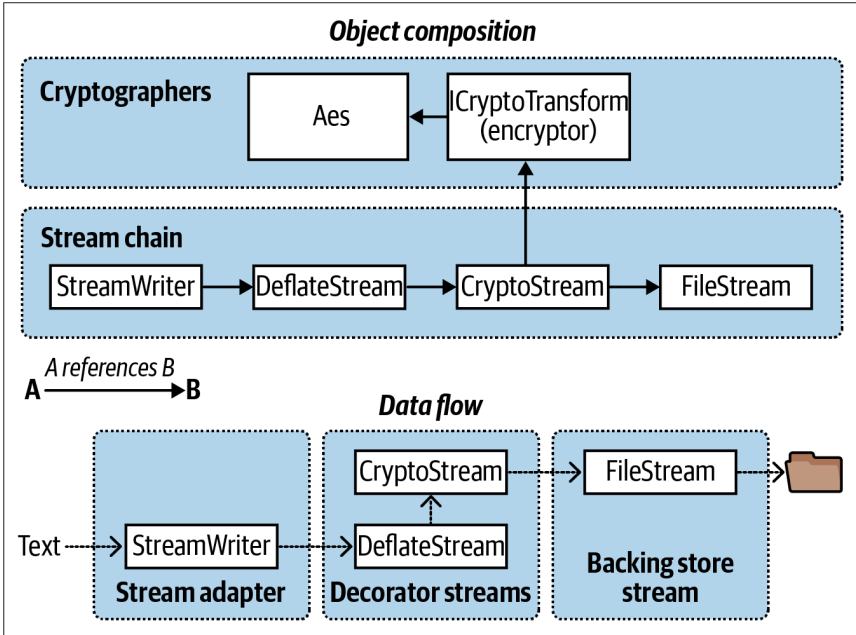 Object composition
Cryptographers
Aes
ICryptoTransform
(encryptor)
Stream chain
StreamWriter
DeflateStream
CryptoStream
FileStream
A references B
A
B
Data flow
CryptoStream
FileStream
Text
StreamWriter
DeflateStream
Stream adapter
Decorator streams
Backing store
stream